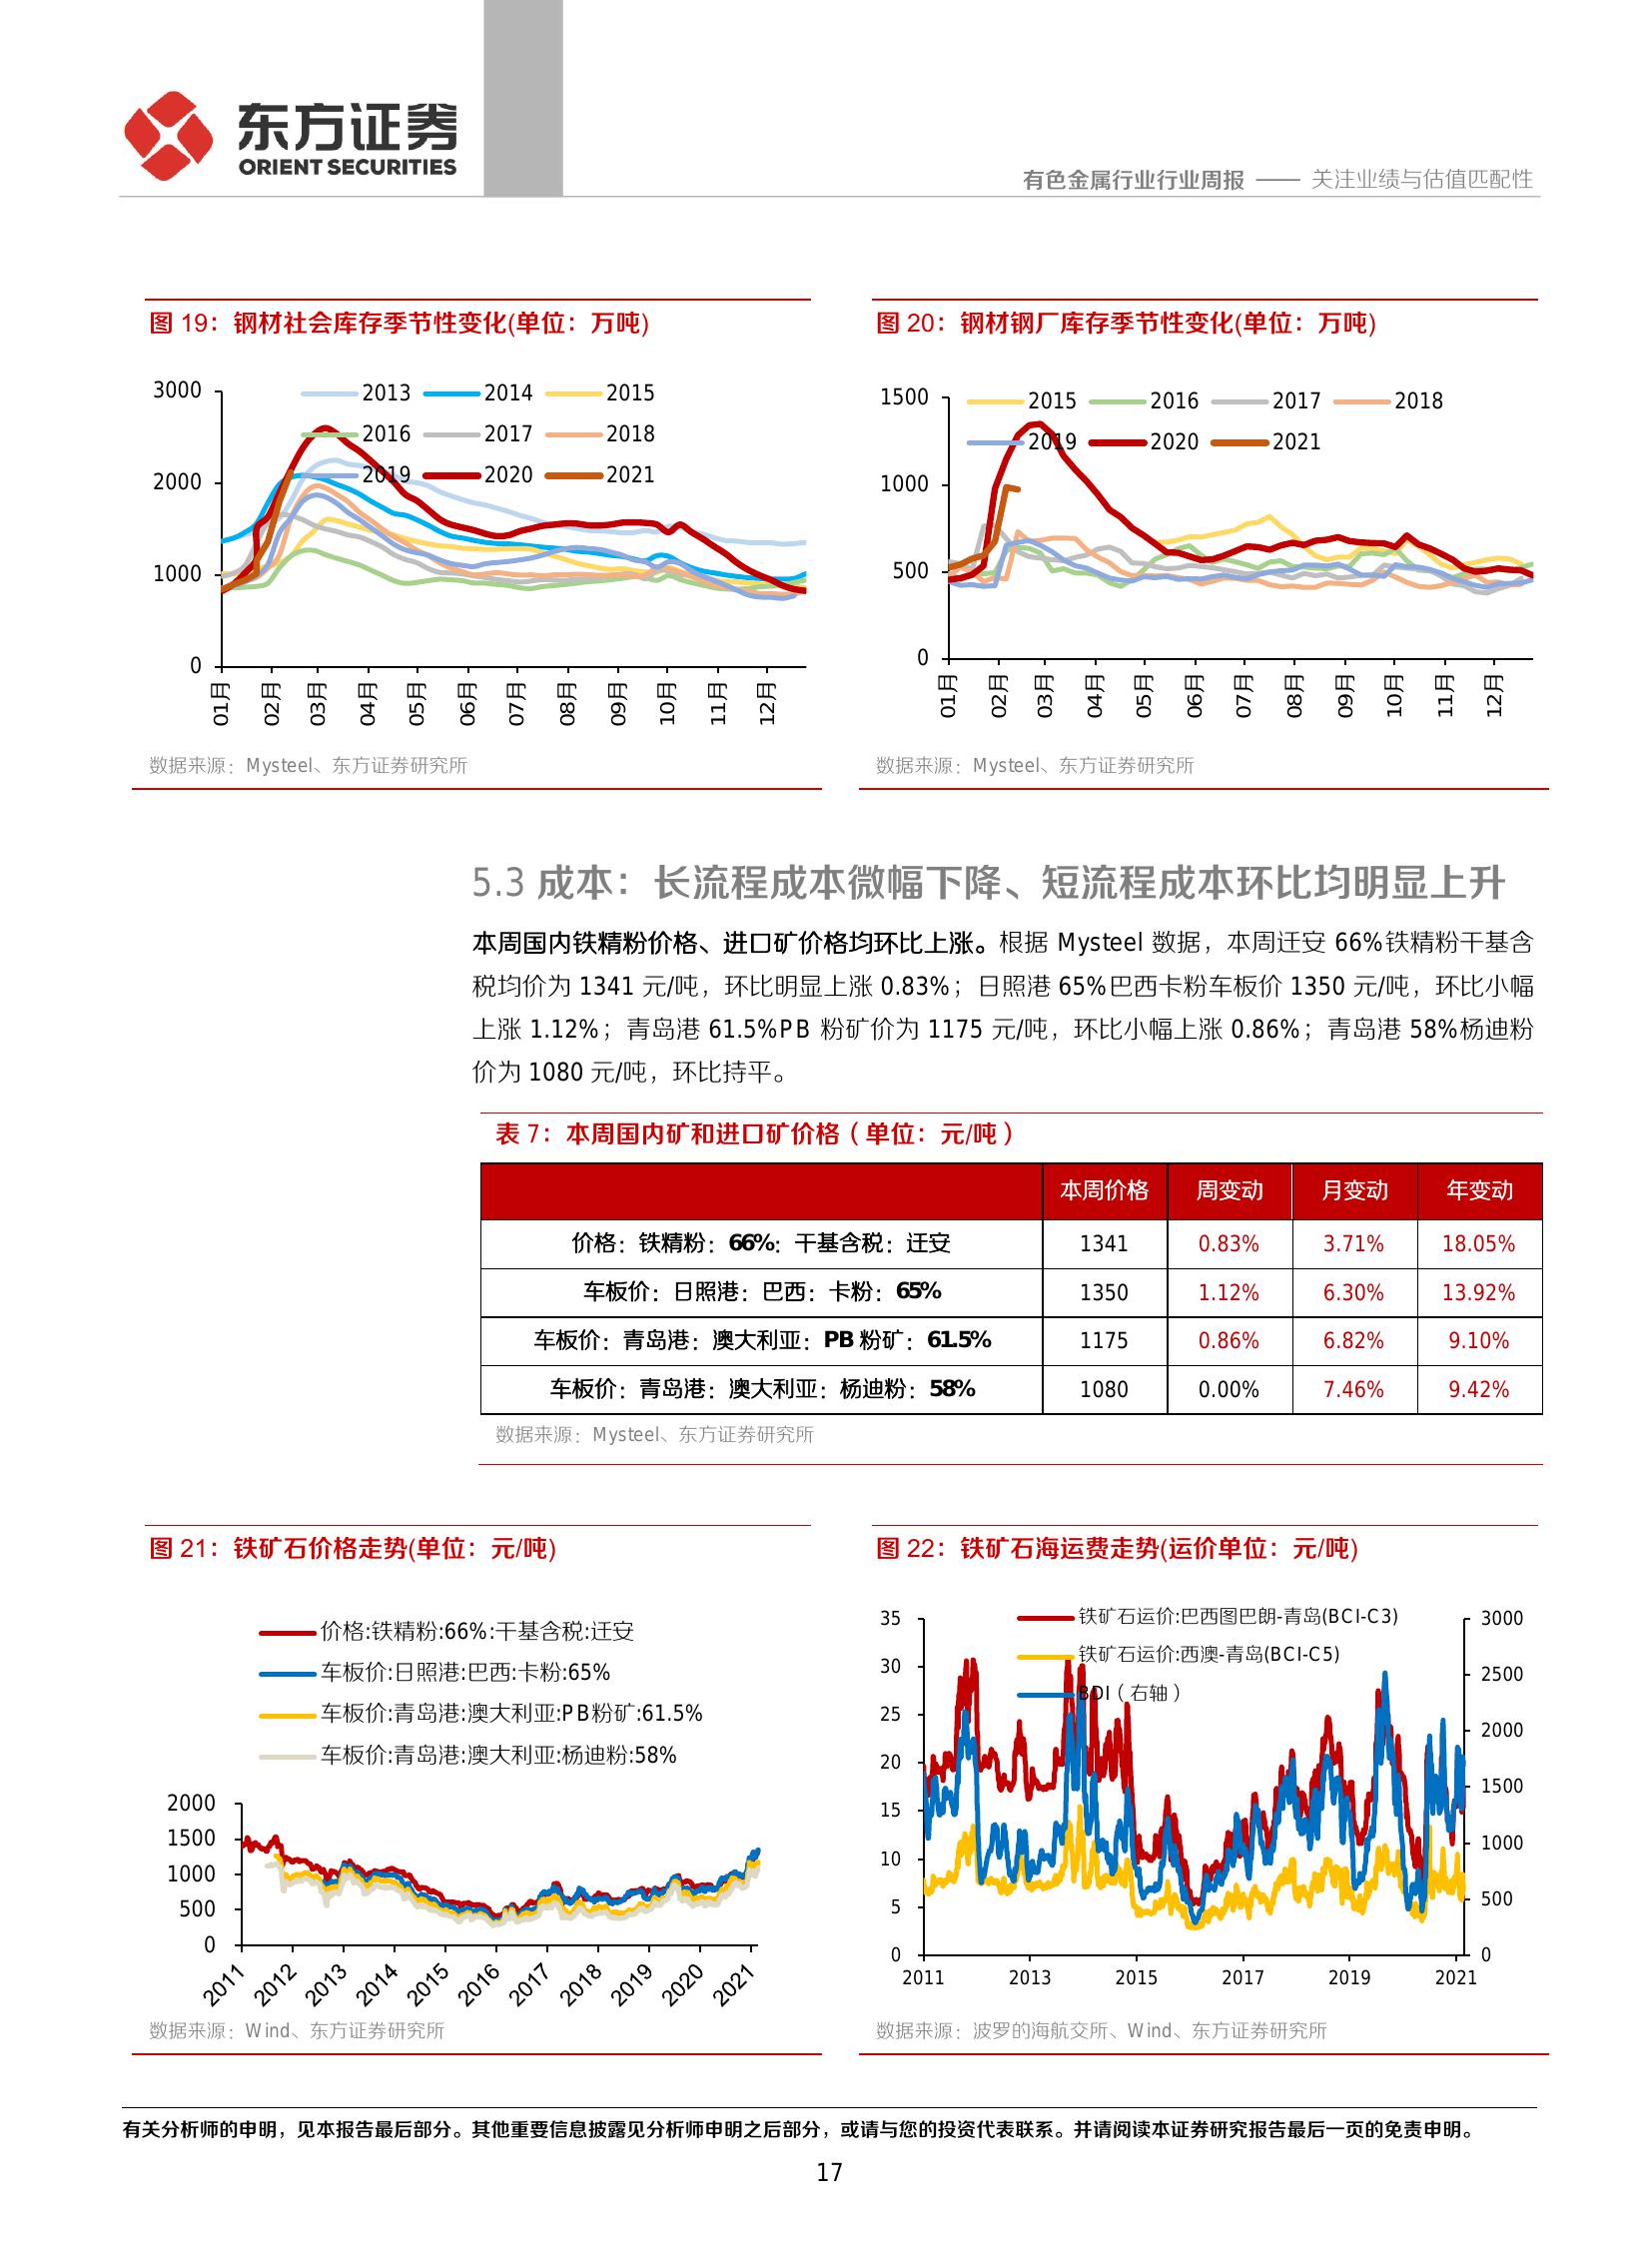 东方证券
ORIENT SECURITIES
有色金属行业行业周报 —— 关注业绩与估值匹配性
图 19：钢材社会库存季节性变化(单位：万吨)
3000
2000
1000
0
2013 2014 2015
2016 2017 2018
2019 2020 2021
01月 02月 03月 04月 05月 06月 07月 08月 09月 10月 11月 12月
数据来源：Mysteel、东方证券研究所
图 20：钢材钢厂库存季节性变化(单位：万吨)
1500
1000
500
0
2015 2016 2017 2018
2019 2020 2021
01月 02月 03月 04月 05月 06月 07月 08月 09月 10月 11月 12月
数据来源：Mysteel、东方证券研究所
5.3 成本：长流程成本微幅下降、短流程成本环比均明显上升
本周国内铁精粉价格、进口矿价格均环比上涨。根据 Mysteel 数据，本周迁安 66%铁精粉干基含
税均价为 1341 元/吨，环比明显上涨 0.83%；日照港 65%巴西卡粉车板价 1350 元/吨，环比小幅
上涨 1.12%；青岛港 61.5%PB 粉矿价为 1175 元/吨，环比小幅上涨 0.86%；青岛港 58%杨迪粉
价为 1080 元/吨，环比持平。
表 7：本周国内矿和进口矿价格（单位：元/吨）
本周价格 周变动 月变动 年变动
价格：铁精粉：66%：干基含税：迁安 1341 0.83% 3.71% 18.05%
车板价：日照港：巴西：卡粉：65% 1350 1.12% 6.30% 13.92%
车板价：青岛港：澳大利亚：PB 粉矿：61.5% 1175 0.86% 6.82% 9.10%
车板价：青岛港：澳大利亚：杨迪粉：58% 1080 0.00% 7.46% 9.42%
数据来源：Mysteel、东方证券研究所
图 21：铁矿石价格走势(单位：元/吨)
价格:铁精粉:66%:干基含税:迁安
车板价:日照港:巴西:卡粉:65%
车板价:青岛港:澳大利亚:PB粉矿:61.5%
车板价:青岛港:澳大利亚:杨迪粉:58%
2000
1500
1000
500
0
2011 2012 2013 2014 2015 2016 2017 2018 2019 2020 2021
数据来源：Wind、东方证券研究所
图 22：铁矿石海运费走势(运价单位：元/吨)
铁矿石运价:巴西图巴朗-青岛(BCI-C3)
铁矿石运价:西澳-青岛(BCI-C5)
BDI（右轴）
35
30
25
20
15
10
5
0
3000
2500
2000
1500
1000
500
0
2011 2013 2015 2017 2019 2021
数据来源：波罗的海航交所、Wind、东方证券研究所
有关分析师的申明，见本报告最后部分。其他重要信息披露见分析师申明之后部分，或请与您的投资代表联系。并请阅读本证券研究报告最后一页的免责申明。
17